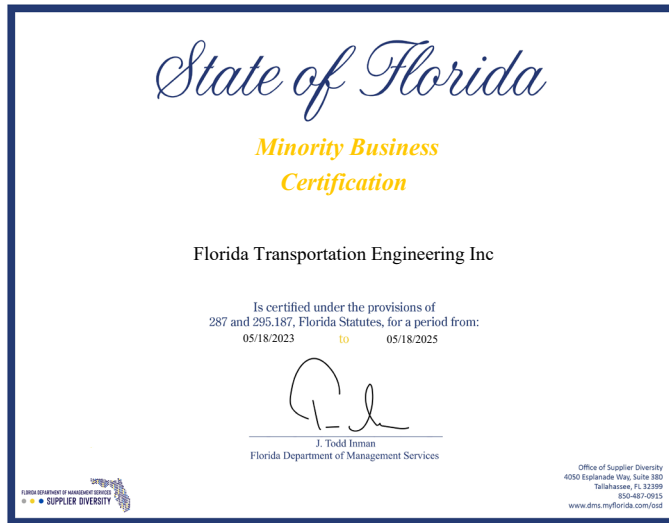 State of Florida
Minority Business
Certification
Florida Transportation Engineering Inc
Is certified under the provisions of
287 and 295.187, Florida Statutes, for a period from:
05/18/2023 to 05/18/2025
J. Todd Inman
Florida Department of Management Services
FLORIDA DEPARTMENT OF MANAGEMENT SERVICES
SUPPLIER DIVERSITY
Office of Supplier Diversity
4050 Esplanade Way, Suite 380
Tallahassee, FL 32399
850-487-0915
www.dms.myflorida.com/osd